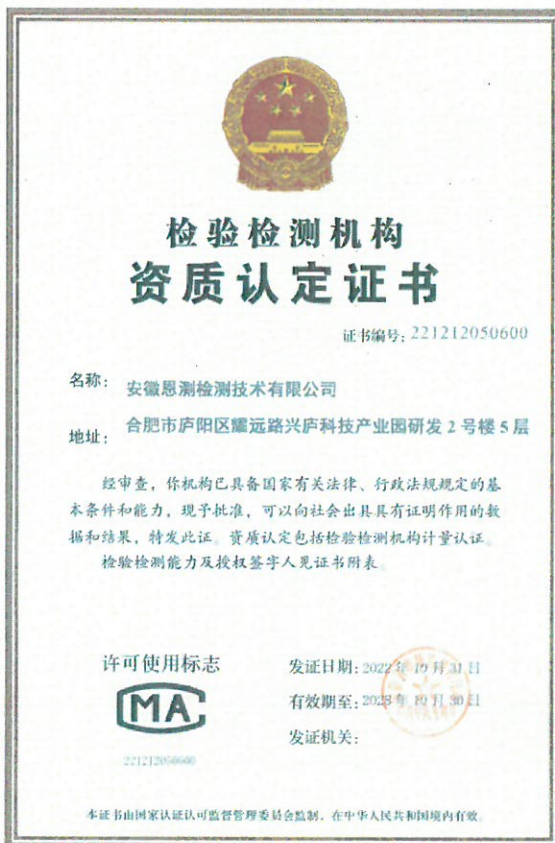 检验检测机构
资质认定证书
证书编号: 221212050600
名称: 安徽恩测检测技术有限公司
地址: 合肥市庐阳区耀远路兴庐科技产业园研发2号楼5层
经审查，你机构已具备国家有关法律、行政法规规定的基
本条件和能力，现予批准，可以向社会出具具有证明作用的数
据和结果，特发此证。资质认定包括检验检测机构计量认证。
检验检测能力及授权签字人见证书附表。
许可使用标志
MA
221212050600
发证日期: 2022年10月31日
有效期至: 2028年10月30日
发证机关:
本证书由国家认证认可监督管理委员会监制，在中华人民共和国境内有效。